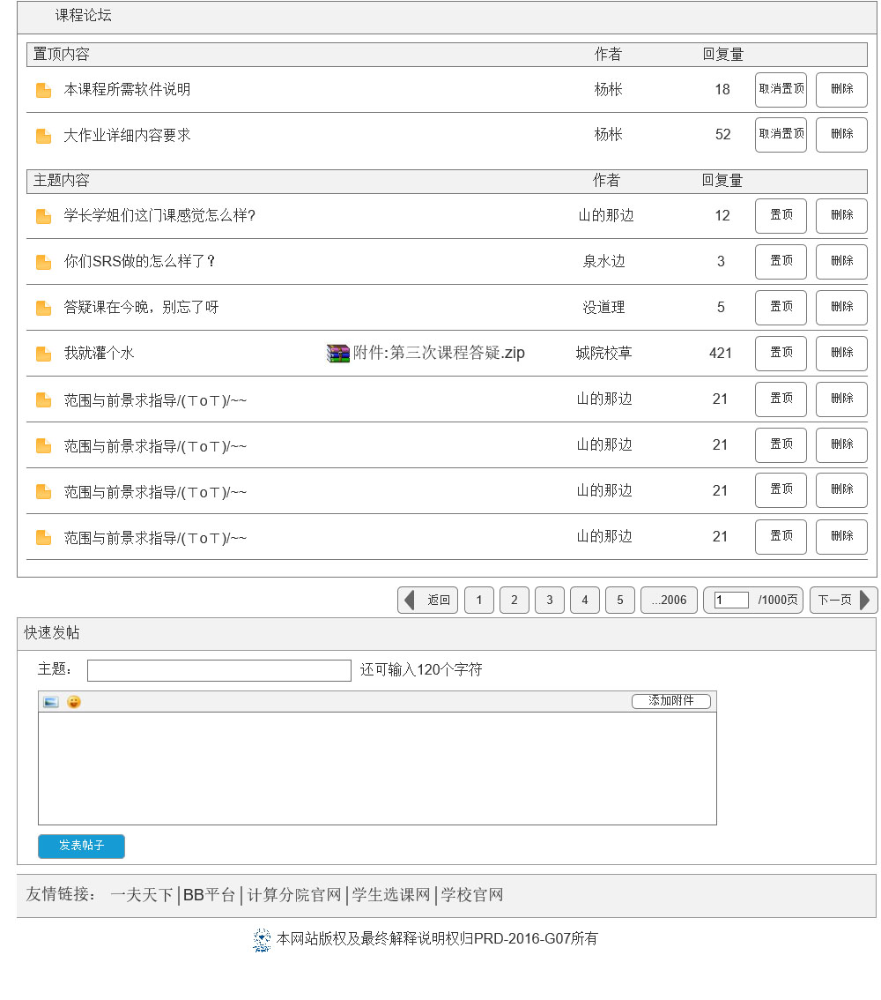 课程论坛
置顶内容 作者 回复量
本课程所需软件说明 杨枨 18 取消置顶 删除
大作业详细内容要求 杨枨 52 取消置顶 删除
主题内容 作者 回复量
学长学姐们这门课感觉怎么样? 山的那边 12 置顶 删除
你们SRS做的怎么样了？ 泉水边 3 置顶 删除
答疑课在今晚，别忘了呀 没道理 5 置顶 删除
我就灌个水 附件:第三次课程答疑.zip 城院校草 421 置顶 删除
范围与前景求指导/(ㄒoㄒ)/~~ 山的那边 21 置顶 删除
范围与前景求指导/(ㄒoㄒ)/~~ 山的那边 21 置顶 删除
范围与前景求指导/(ㄒoㄒ)/~~ 山的那边 21 置顶 删除
范围与前景求指导/(ㄒoㄒ)/~~ 山的那边 21 置顶 删除
返回 1 2 3 4 5 ...2006 1 /1000页 下一页
快速发帖
主题： 还可输入120个字符
添加附件
发表帖子
友情链接： 一夫天下|BB平台|计算分院官网|学生选课网|学校官网
本网站版权及最终解释说明权归PRD-2016-G07所有